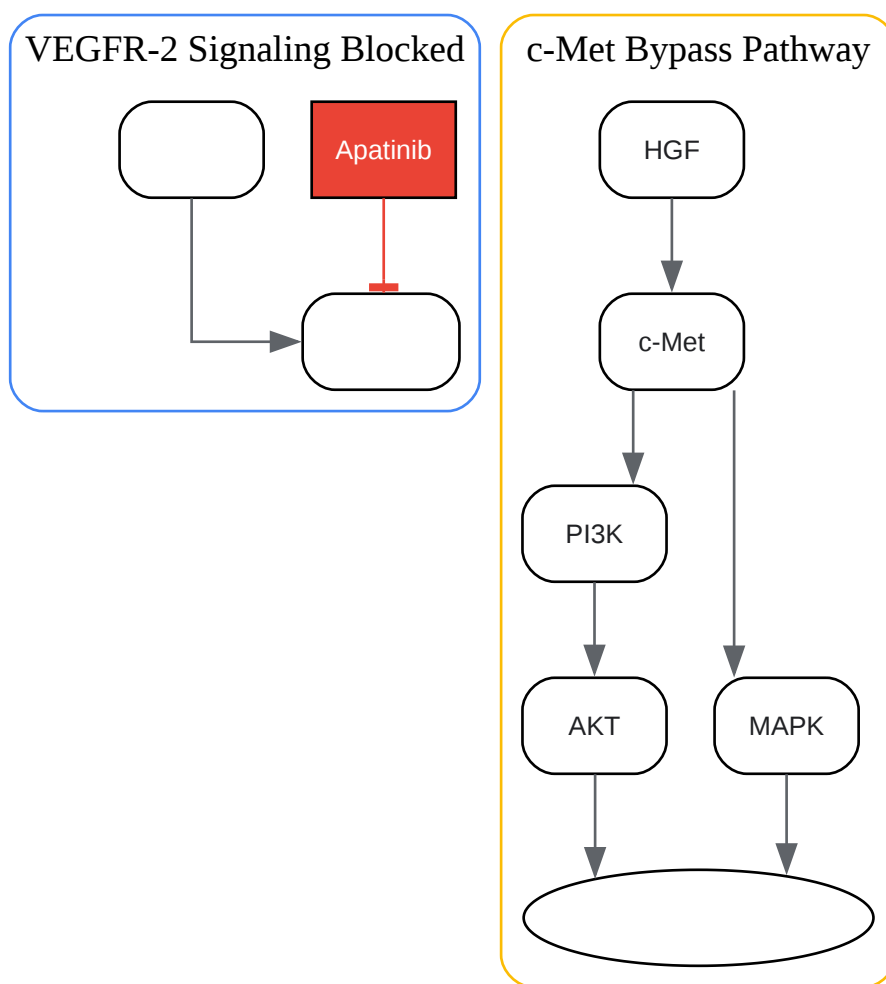 VEGFR-2 Signaling Blocked
Apatinib
c-Met Bypass Pathway
HGF
c-Met
PI3K
AKT
MAPK